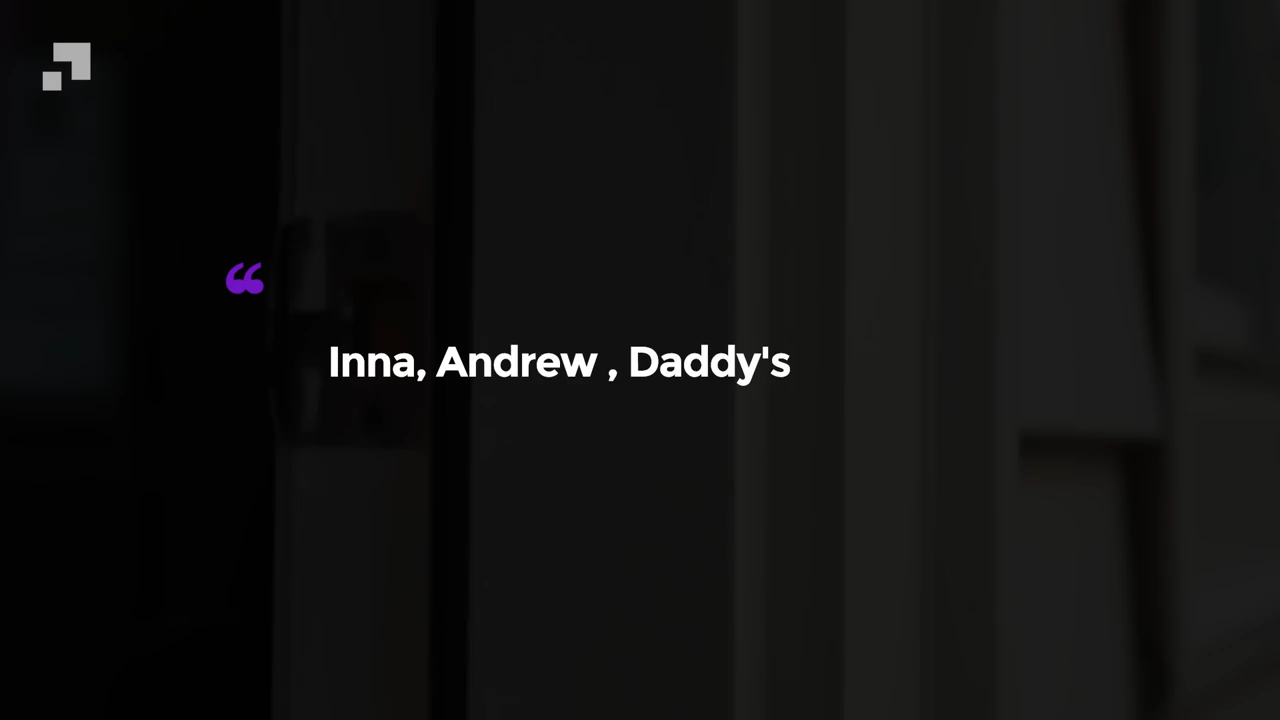 “
Inna, Andrew , Daddy's